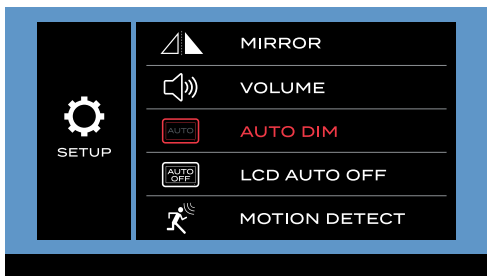 SETUP
MIRROR
VOLUME
AUTO
AUTO DIM
AUTO
OFF
LCD AUTO OFF
MOTION DETECT